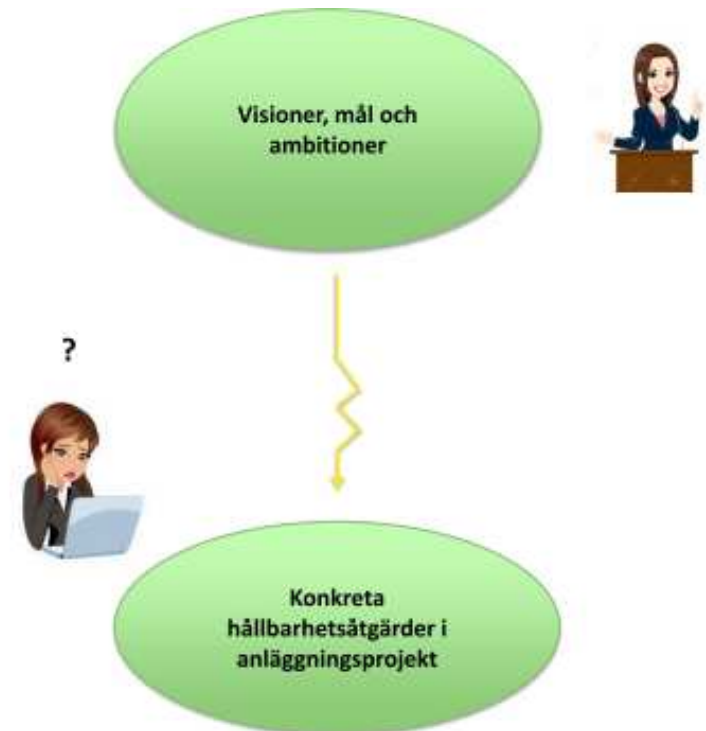 Visioner, mål och
ambitioner
?
Konkreta
hållbarhetsåtgärder i
anläggningsprojekt